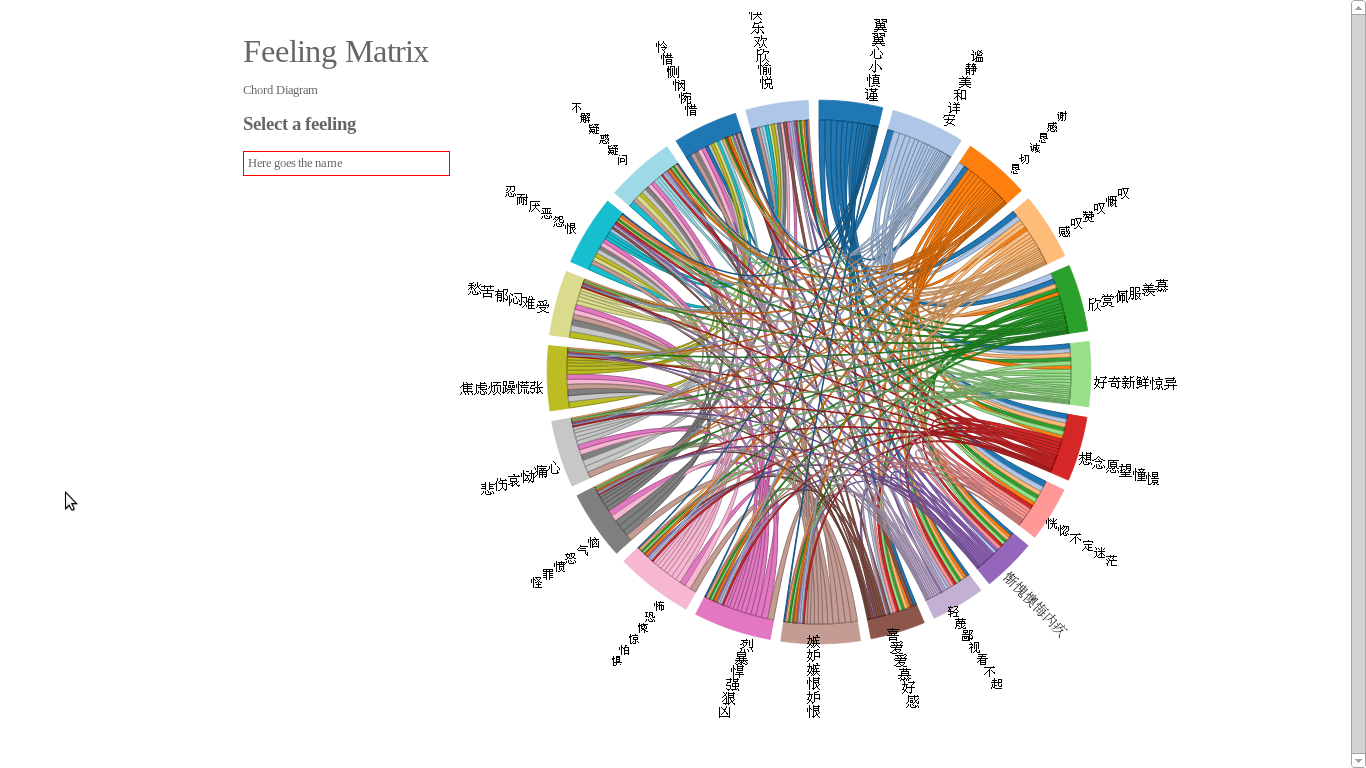 Feeling Matrix
Chord Diagram
Select a feeling
Here goes the name
谨慎小心翼翼
安详和美静谧
恳切诚恳感谢
感叹赞叹慨叹
欣赏佩服羡慕
好奇新鲜惊异
想念愿望憧憬
恍惚不定迷茫
惭愧懊悔内疚
轻蔑鄙视看不起
喜爱爱慕好感
嫉妒嫉恨妒恨
凶狠强悍暴烈
惧怕惊恐怖
怪罪愤怒气恼
悲伤哀恸痛心
焦虑烦躁慌张
愁苦郁闷难受
忍耐厌恶怨恨
不解疑惑疑问
怜惜恻悯惋惜
快乐欢欣愉悦